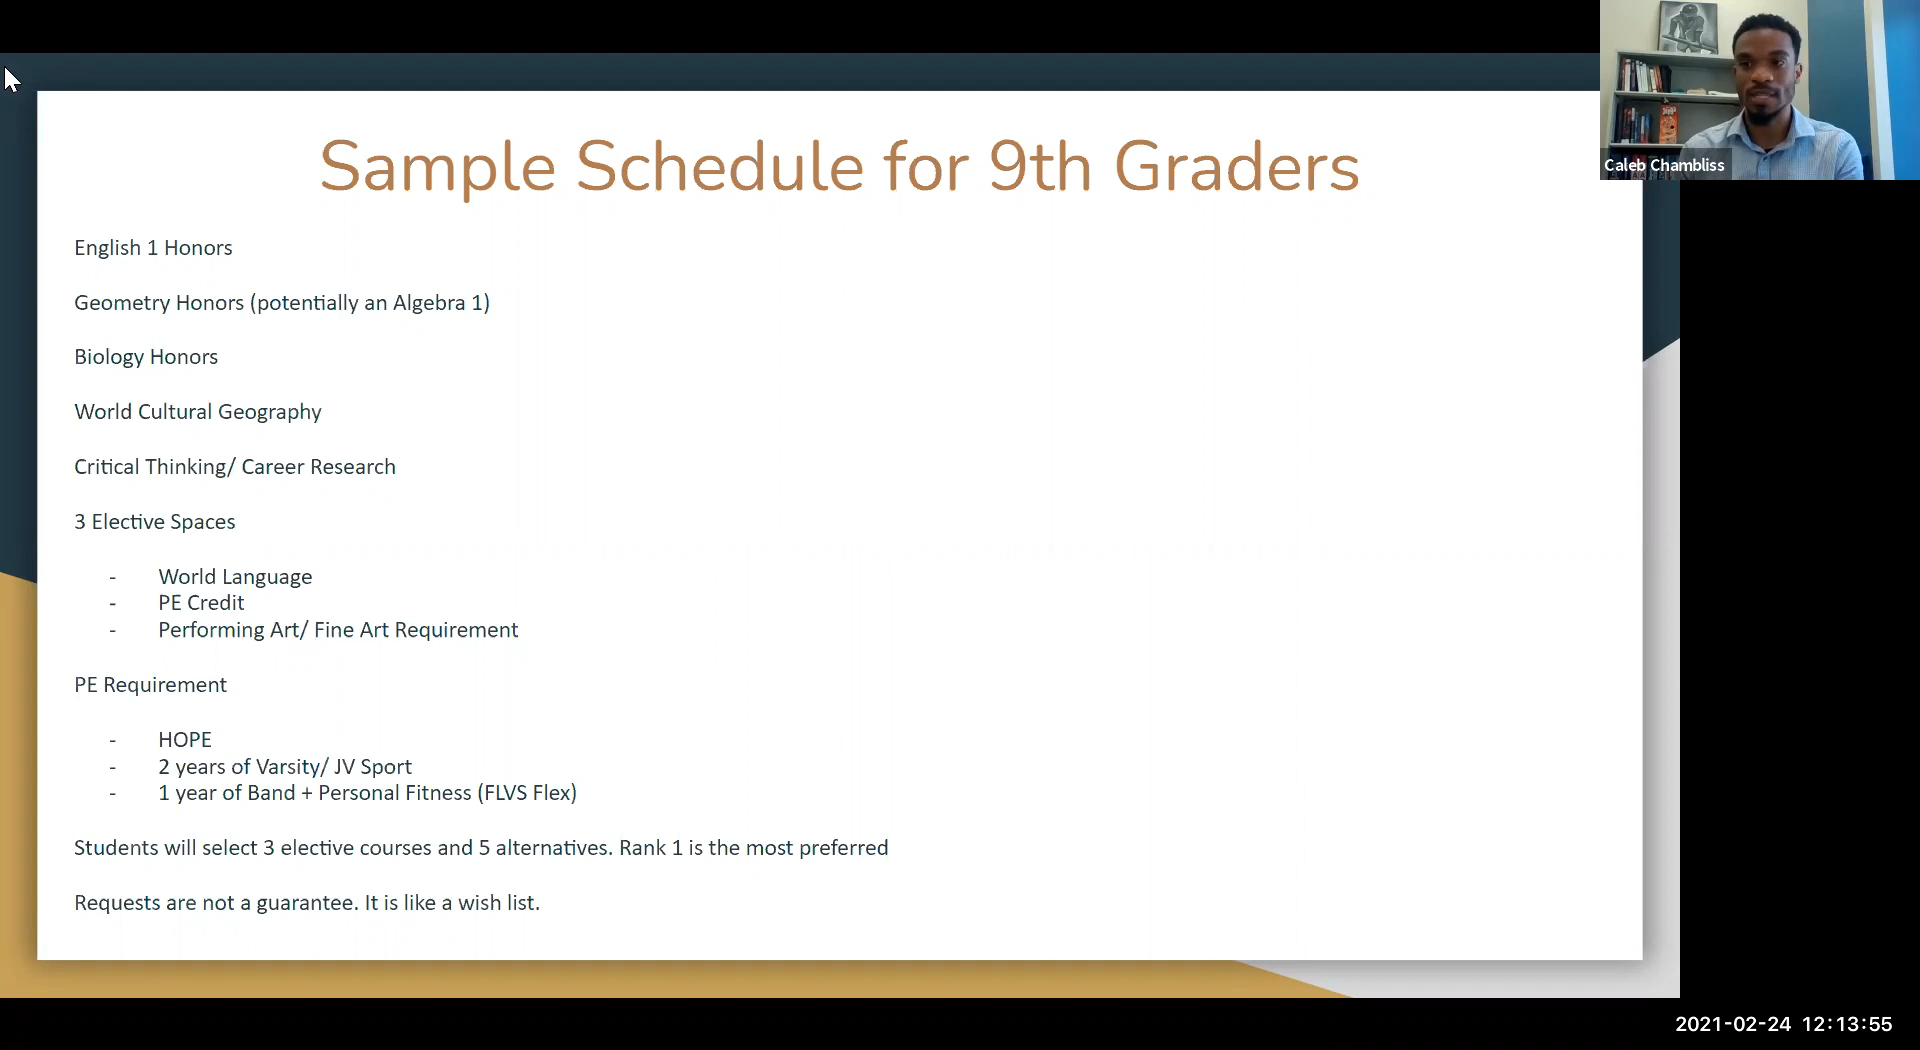 Sample Schedule for 9th Graders
English 1 Honors
Geometry Honors (potentially an Algebra 1)
Biology Honors
World Cultural Geography
Critical Thinking/ Career Research
3 Elective Spaces
- World Language
- PE Credit
- Performing Art/ Fine Art Requirement
PE Requirement
- HOPE
- 2 years of Varsity/ JV Sport
- 1 year of Band + Personal Fitness (FLVS Flex)
Students will select 3 elective courses and 5 alternatives. Rank 1 is the most preferred
Requests are not a guarantee. It is like a wish list.
Caleb Chambliss
2021-02-24 12:13:55